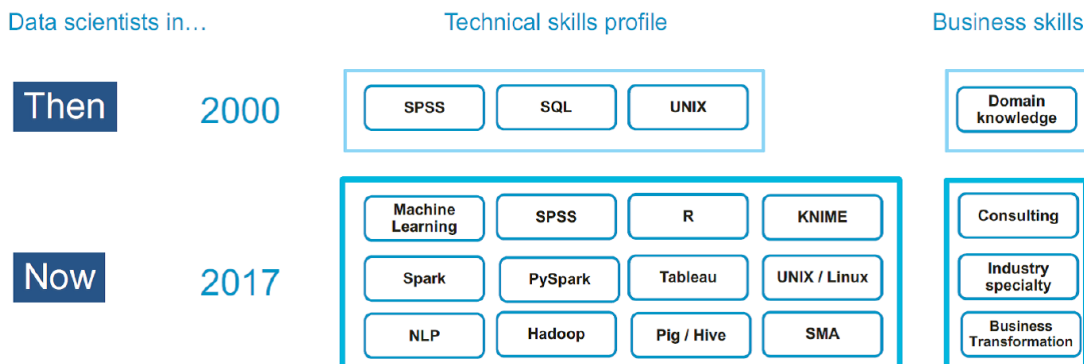 Data scientists in…
Technical skills profile
Business skills
Then
2000
SPSS
SQL
UNIX
Domain
knowledge
Now
2017
Machine
Learning
SPSS
R
KNIME
Consulting
Spark
PySpark
Tableau
UNIX / Linux
Industry
specialty
NLP
Hadoop
Pig / Hive
SMA
Business
Transformation